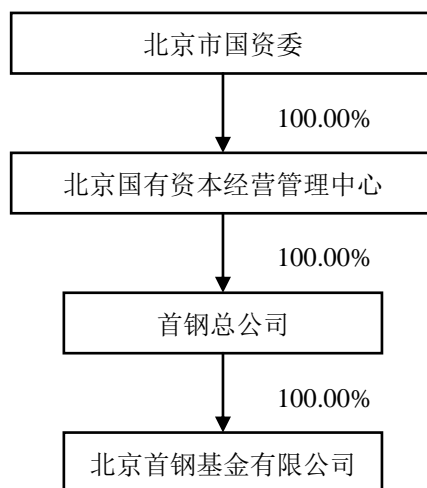 北京市国资委
100.00%
北京国有资本经营管理中心
100.00%
首钢总公司
100.00%
北京首钢基金有限公司